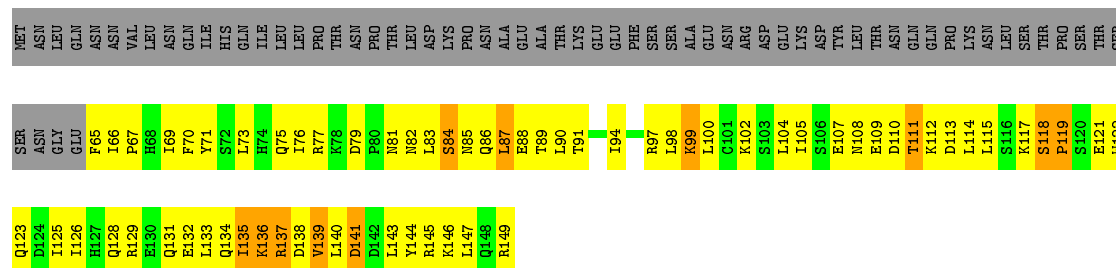 MET ASN LEU GLN ASN ASN VAL LEU ASN GLN ILE HIS GLN ILE LEU LEU PRO THR ASN PRO THR LEU ASP LYS PRO ASN ALA GLU ALA THR LYS GLU GLU PHE SER SER ALA GLU ASN ARG ASP GLU LYS ASP TYR LEU THR ASN GLN GLN PRO LYS ASN LEU SER THR PRO SER THR
SER ASN GLY GLU F65 I66 P67 H68 I69 F70 Y71 S72 L73 H74 Q75 I76 R77 K78 D79 P80 N81 N82 L83 S84 N85 Q86 L87 E88 T89 L90 T91 I94 R97 L98 K99 L100 C101 K102 S103 L104 I105 S106 E107 N108 E109 D110 T111 K112 D113 L114 L115 S116 K117 S118 P119 S120 E121
Q123 D124 I125 I126 H127 Q128 R129 E130 Q131 E132 L133 Q134 I135 K136 R137 D138 V139 L140 D141 D142 L143 Y144 R145 K146 L147 Q148 R149